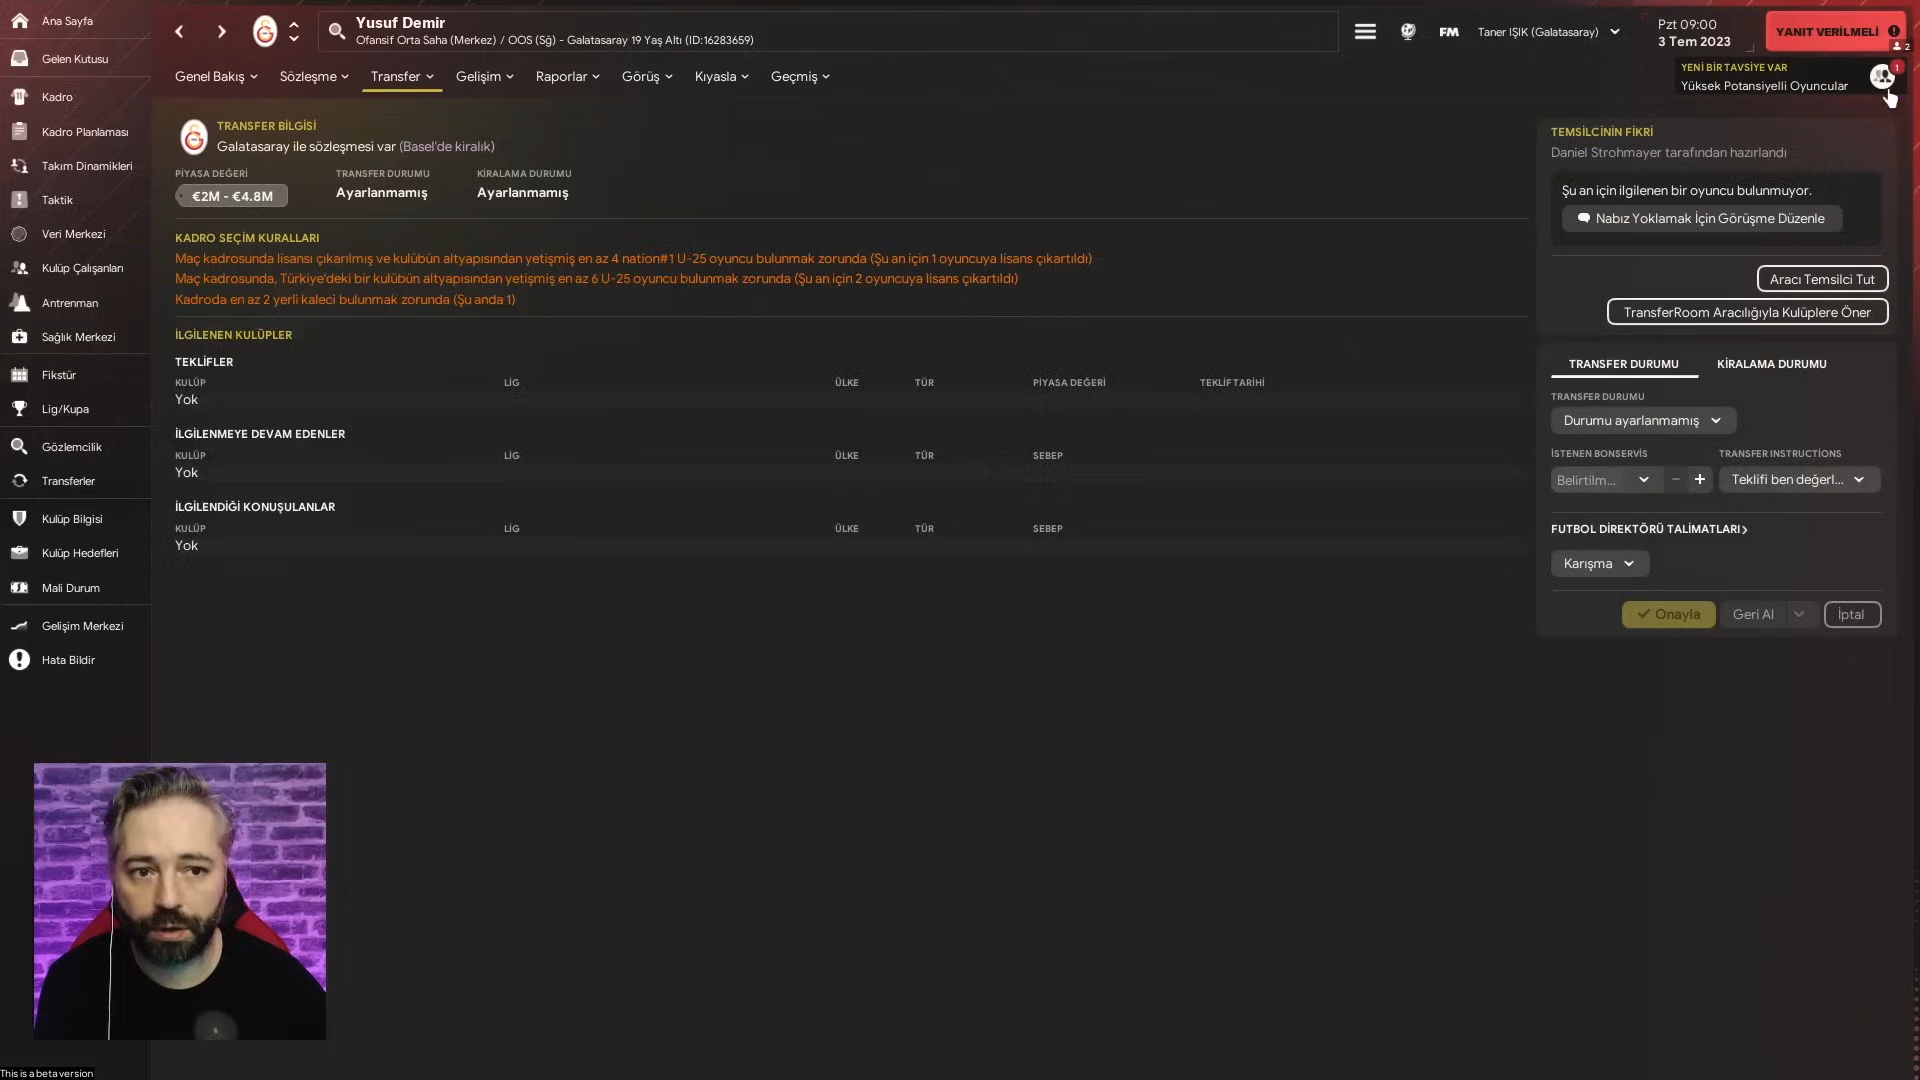 Ana Sayfa
Gelen Kutusu
Kadro
Kadro Planlaması
Takım Dinamikleri
Taktik
Veri Merkezi
Kulüp Çalışanları
Antrenman
Sağlık Merkezi
Fikstür
Lig/Kupa
Gözlemcilik
Transferler
Kulüp Bilgisi
Kulüp Hedefleri
Mali Durum
Gelişim Merkezi
Hata Bildir
Yusuf Demir
Ofansif Orta Saha (Merkez) / OOS (Sğ) - Galatasaray 19 Yaş Altı (ID:16283659)
FM
Taner IŞIK (Galatasaray)
Pzt 09:00
3 Tem 2023
YANIT VERİLMELİ
2
Genel Bakış
Sözleşme
Transfer
Gelişim
Raporlar
Görüş
Kıyasla
Geçmiş
YENİ BİR TAVSİYE VAR
1
Yüksek Potansiyelli Oyuncular
TRANSFER BİLGİSİ
Galatasaray ile sözleşmesi var (Basel'de kiralık)
PİYASA DEĞERİ
TRANSFER DURUMU
KİRALAMA DURUMU
€2M - €4.8M
Ayarlanmamış
Ayarlanmamış
KADRO SEÇİM KURALLARI
Maç kadrosunda lisansı çıkarılmış ve kulübün altyapısından yetişmiş en az 4 nation#1 U-25 oyuncu bulunmak zorunda (Şu an için 1 oyuncuya lisans çıkartıldı)
Maç kadrosunda, Türkiye'deki bir kulübün altyapısından yetişmiş en az 6 U-25 oyuncu bulunmak zorunda (Şu an için 2 oyuncuya lisans çıkartıldı)
Kadroda en az 2 yerli kaleci bulunmak zorunda (Şu anda 1)
İLGİLENEN KULÜPLER
TEKLİFLER
KULÜP LİG ÜLKE TÜR PİYASA DEĞERİ TEKLİF TARİHİ
Yok
İLGİLENMEYE DEVAM EDENLER
KULÜP LİG ÜLKE TÜR SEBEP
Yok
İLGİLENDİĞİ KONUŞULANLAR
KULÜP LİG ÜLKE TÜR SEBEP
Yok
TEMSİLCİNİN FİKRİ
Daniel Strohmayer tarafından hazırlandı
Şu an için ilgilenen bir oyuncu bulunmuyor.
Nabız Yoklamak İçin Görüşme Düzenle
Aracı Temsilci Tut
TransferRoom Aracılığıyla Kulüplere Öner
TRANSFER DURUMU
KİRALAMA DURUMU
TRANSFER DURUMU
Durumu ayarlanmamış
İSTENEN BONSERVİS
TRANSFER INSTRUCTIONS
Belirtilm...
Teklifi ben değerl...
FUTBOL DİREKTÖRÜ TALİMATLARI
Karışma
Onayla
Geri Al
İptal
This is a beta version